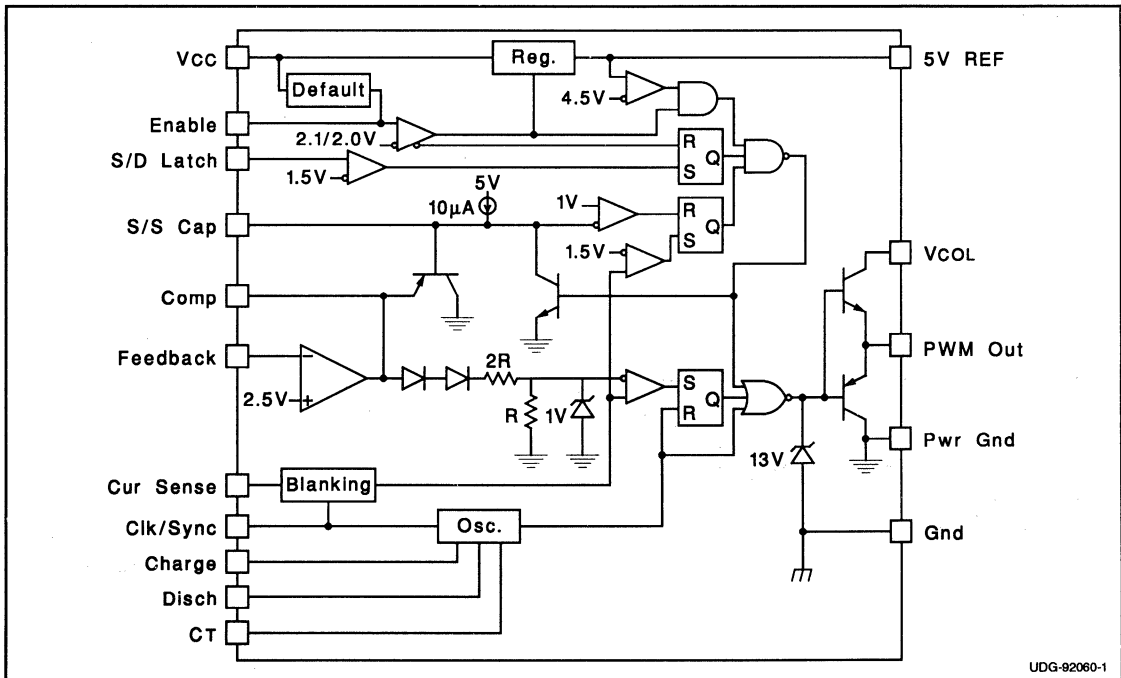 VCC
Reg.
5V REF
Default
4.5V
Enable
2.1/2.0V
R
Q
S
S/D Latch
1.5V
5V
10µA
1V
R
Q
S
S/S Cap
1.5V
VCOL
Comp
Feedback
2R
PWM Out
2.5V
R
1V
S
Q
R
13V
Pwr Gnd
Cur Sense
Blanking
Clk/Sync
Osc.
Gnd
Charge
Disch
CT
UDG-92060-1